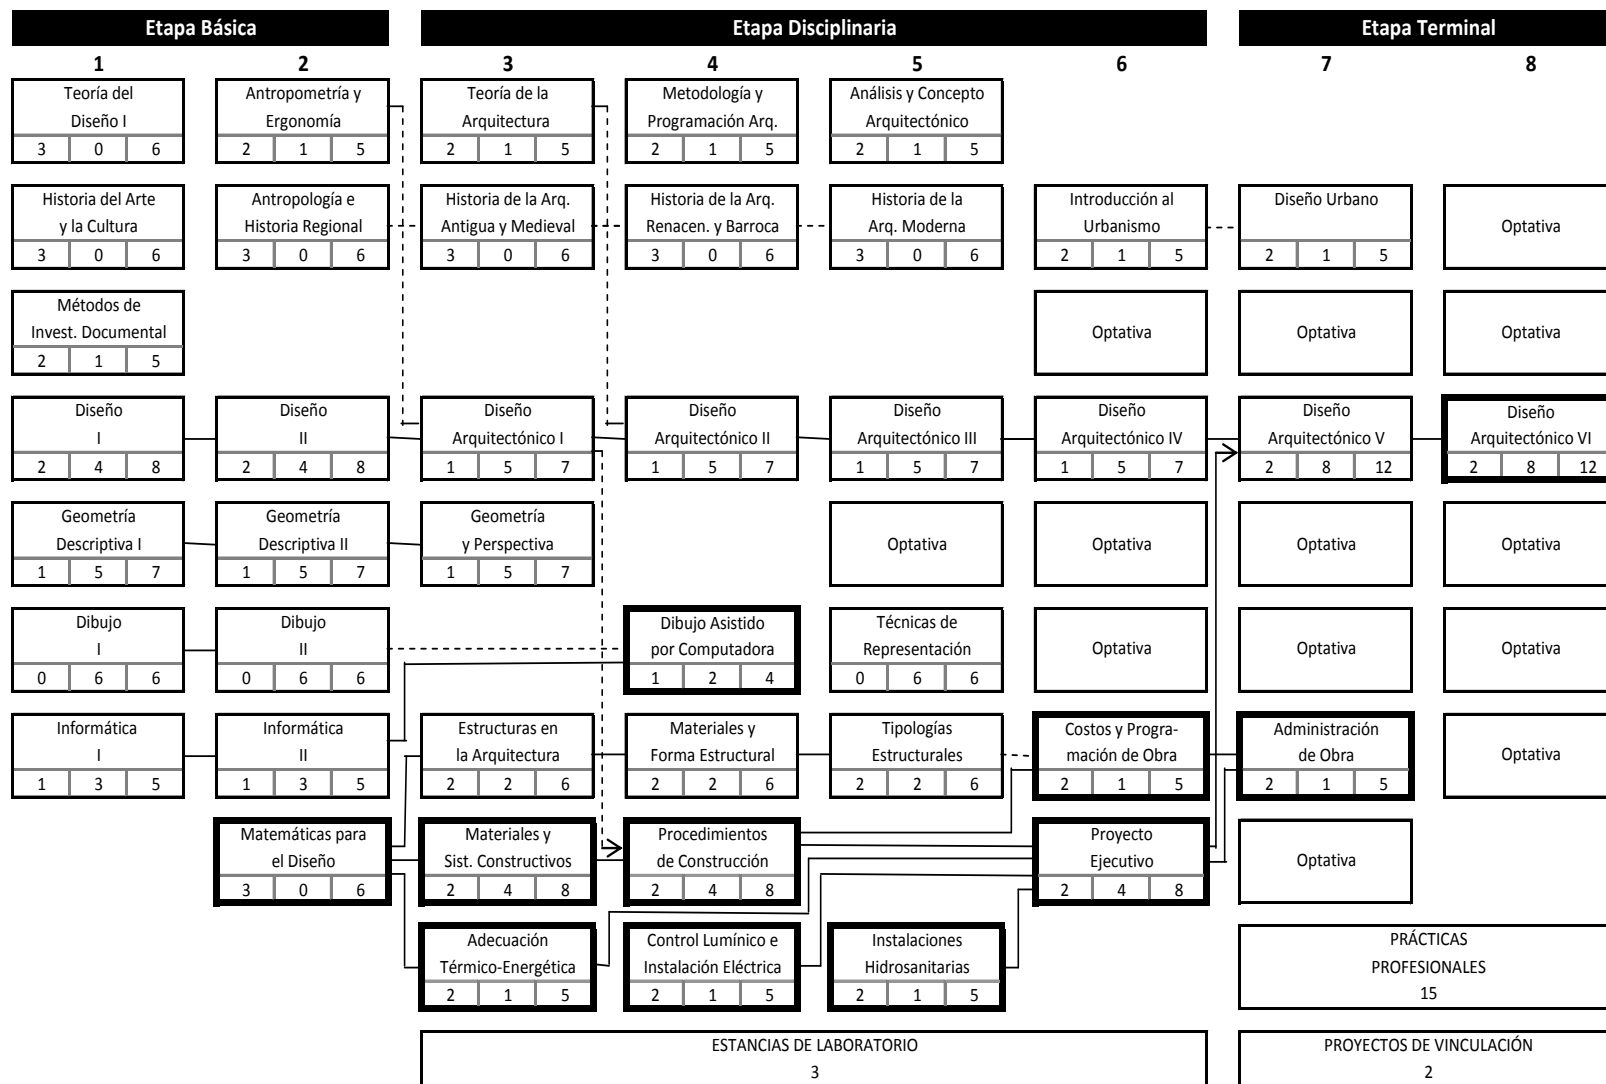 Etapa Básica Etapa Disciplinaria Etapa Terminal
1 2 3 4 5 6 7 8
Teoría del Antropometría y Teoría de la Metodología y Análisis y Concepto
Diseño I Ergonomía Arquitectura Programación Arq. Arquitectónico
3 0 6 2 1 5 2 1 5 2 1 5 2 1 5
Historia del Arte Antropología e Historia de la Arq. Historia de la Arq. Historia de la Introducción al Diseño Urbano
y la Cultura Historia Regional Antigua y Medieval Renacen. y Barroca Arq. Moderna Urbanismo Optativa
3 0 6 3 0 6 3 0 6 3 0 6 3 0 6 2 1 5 2 1 5
Métodos de
Invest. Documental Optativa Optativa Optativa
2 1 5
Diseño Diseño Diseño Diseño Diseño Diseño Diseño Diseño
I II Arquitectónico I Arquitectónico II Arquitectónico III Arquitectónico IV Arquitectónico V Arquitectónico VI
2 4 8 2 4 8 1 5 7 1 5 7 1 5 7 1 5 7 2 8 12 2 8 12
Geometría Geometría Geometría
Descriptiva I Descriptiva II y Perspectiva Optativa Optativa Optativa Optativa
1 5 7 1 5 7 1 5 7
Dibujo Dibujo Dibujo Asistido Técnicas de
I II por Computadora Representación Optativa Optativa Optativa
0 6 6 0 6 6 1 2 4 0 6 6
Informática Informática Estructuras en Materiales y Tipologías Costos y Progra- Administración
I II la Arquitectura Forma Estructural Estructurales mación de Obra de Obra Optativa
1 3 5 1 3 5 2 2 6 2 2 6 2 2 6 2 1 5 2 1 5
Matemáticas para Materiales y Procedimientos Proyecto
el Diseño Sist. Constructivos de Construcción Ejecutivo Optativa
3 0 6 2 4 8 2 4 8 2 4 8
Adecuación Control Lumínico e Instalaciones PRÁCTICAS
Térmico-Energética Instalación Eléctrica Hidrosanitarias PROFESIONALES
2 1 5 2 1 5 2 1 5 15
ESTANCIAS DE LABORATORIO PROYECTOS DE VINCULACIÓN
3 2